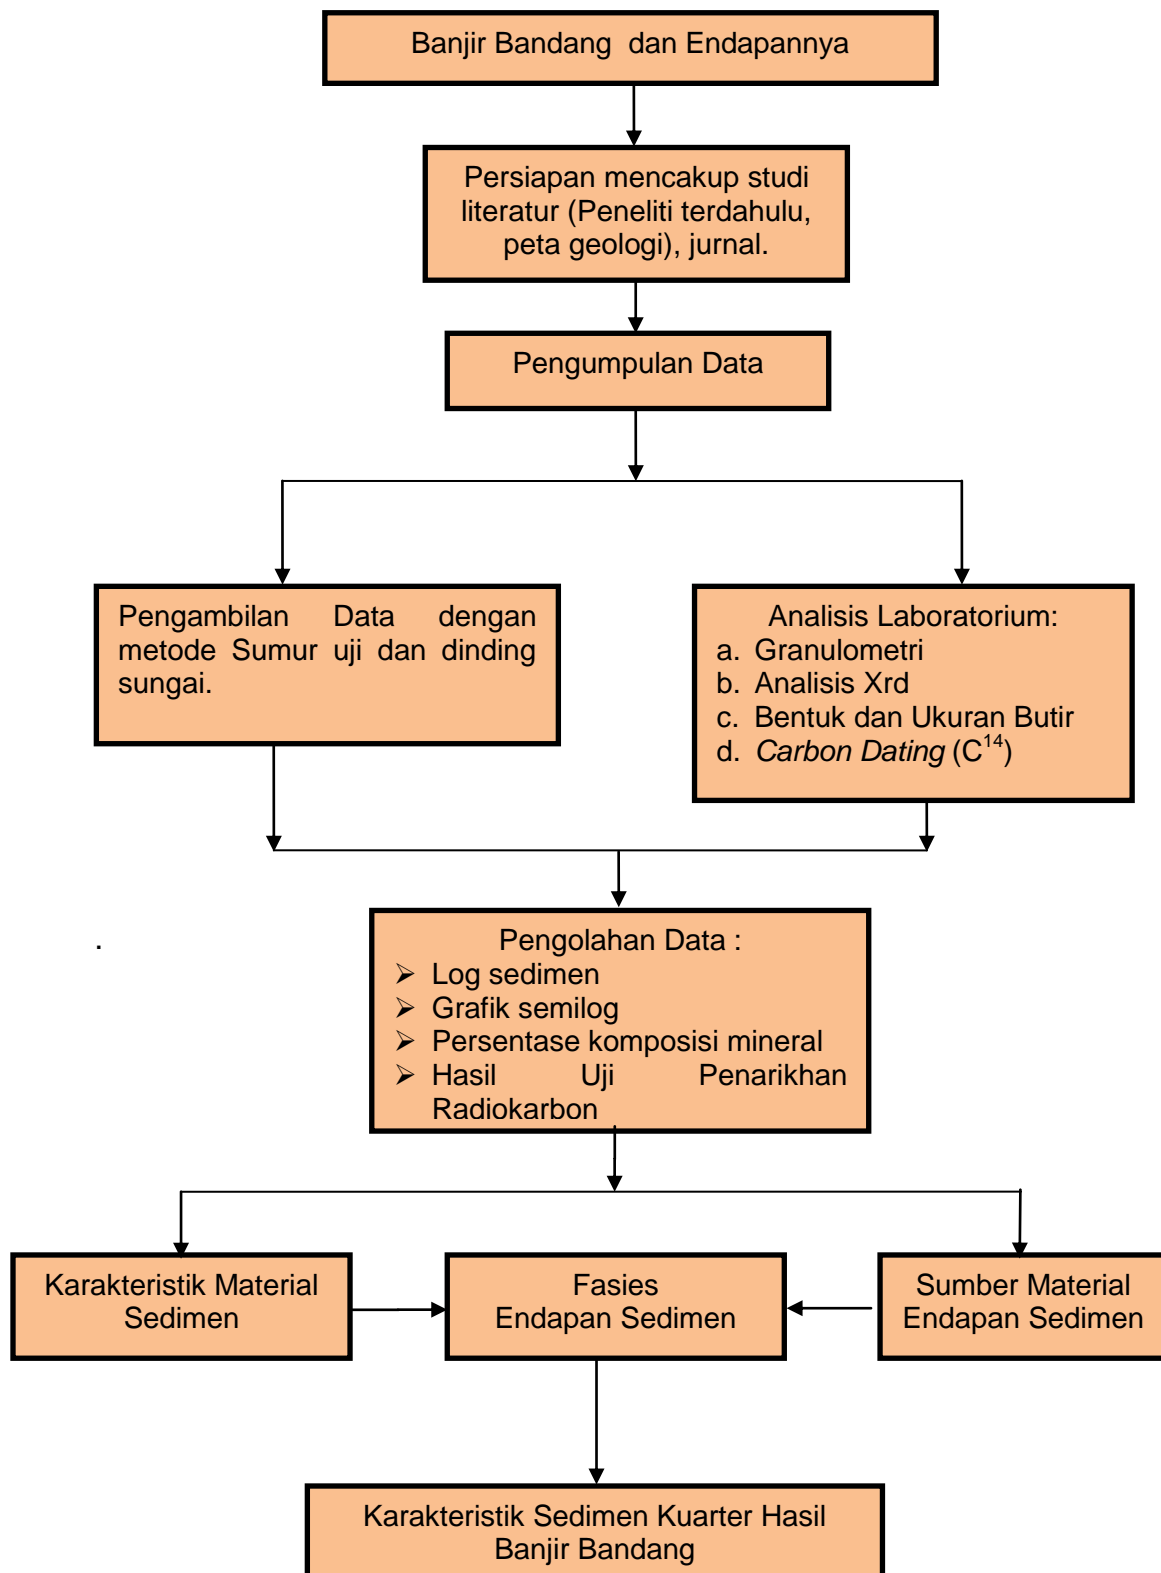 Banjir Bandang dan Endapannya
Persiapan mencakup studi
literatur (Peneliti terdahulu,
peta geologi), jurnal.
Pengumpulan Data
Pengambilan Data dengan
metode Sumur uji dan dinding
sungai.
Analisis Laboratorium:
a. Granulometri
b. Analisis Xrd
c. Bentuk dan Ukuran Butir
d. Carbon Dating (C¹⁴)
.
Pengolahan Data :
➢ Log sedimen
➢ Grafik semilog
➢ Persentase komposisi mineral
➢ Hasil Uji Penarikhan
Radiokarbon
Karakteristik Material
Sedimen
Fasies
Endapan Sedimen
Sumber Material
Endapan Sedimen
Karakteristik Sedimen Kuarter Hasil
Banjir Bandang